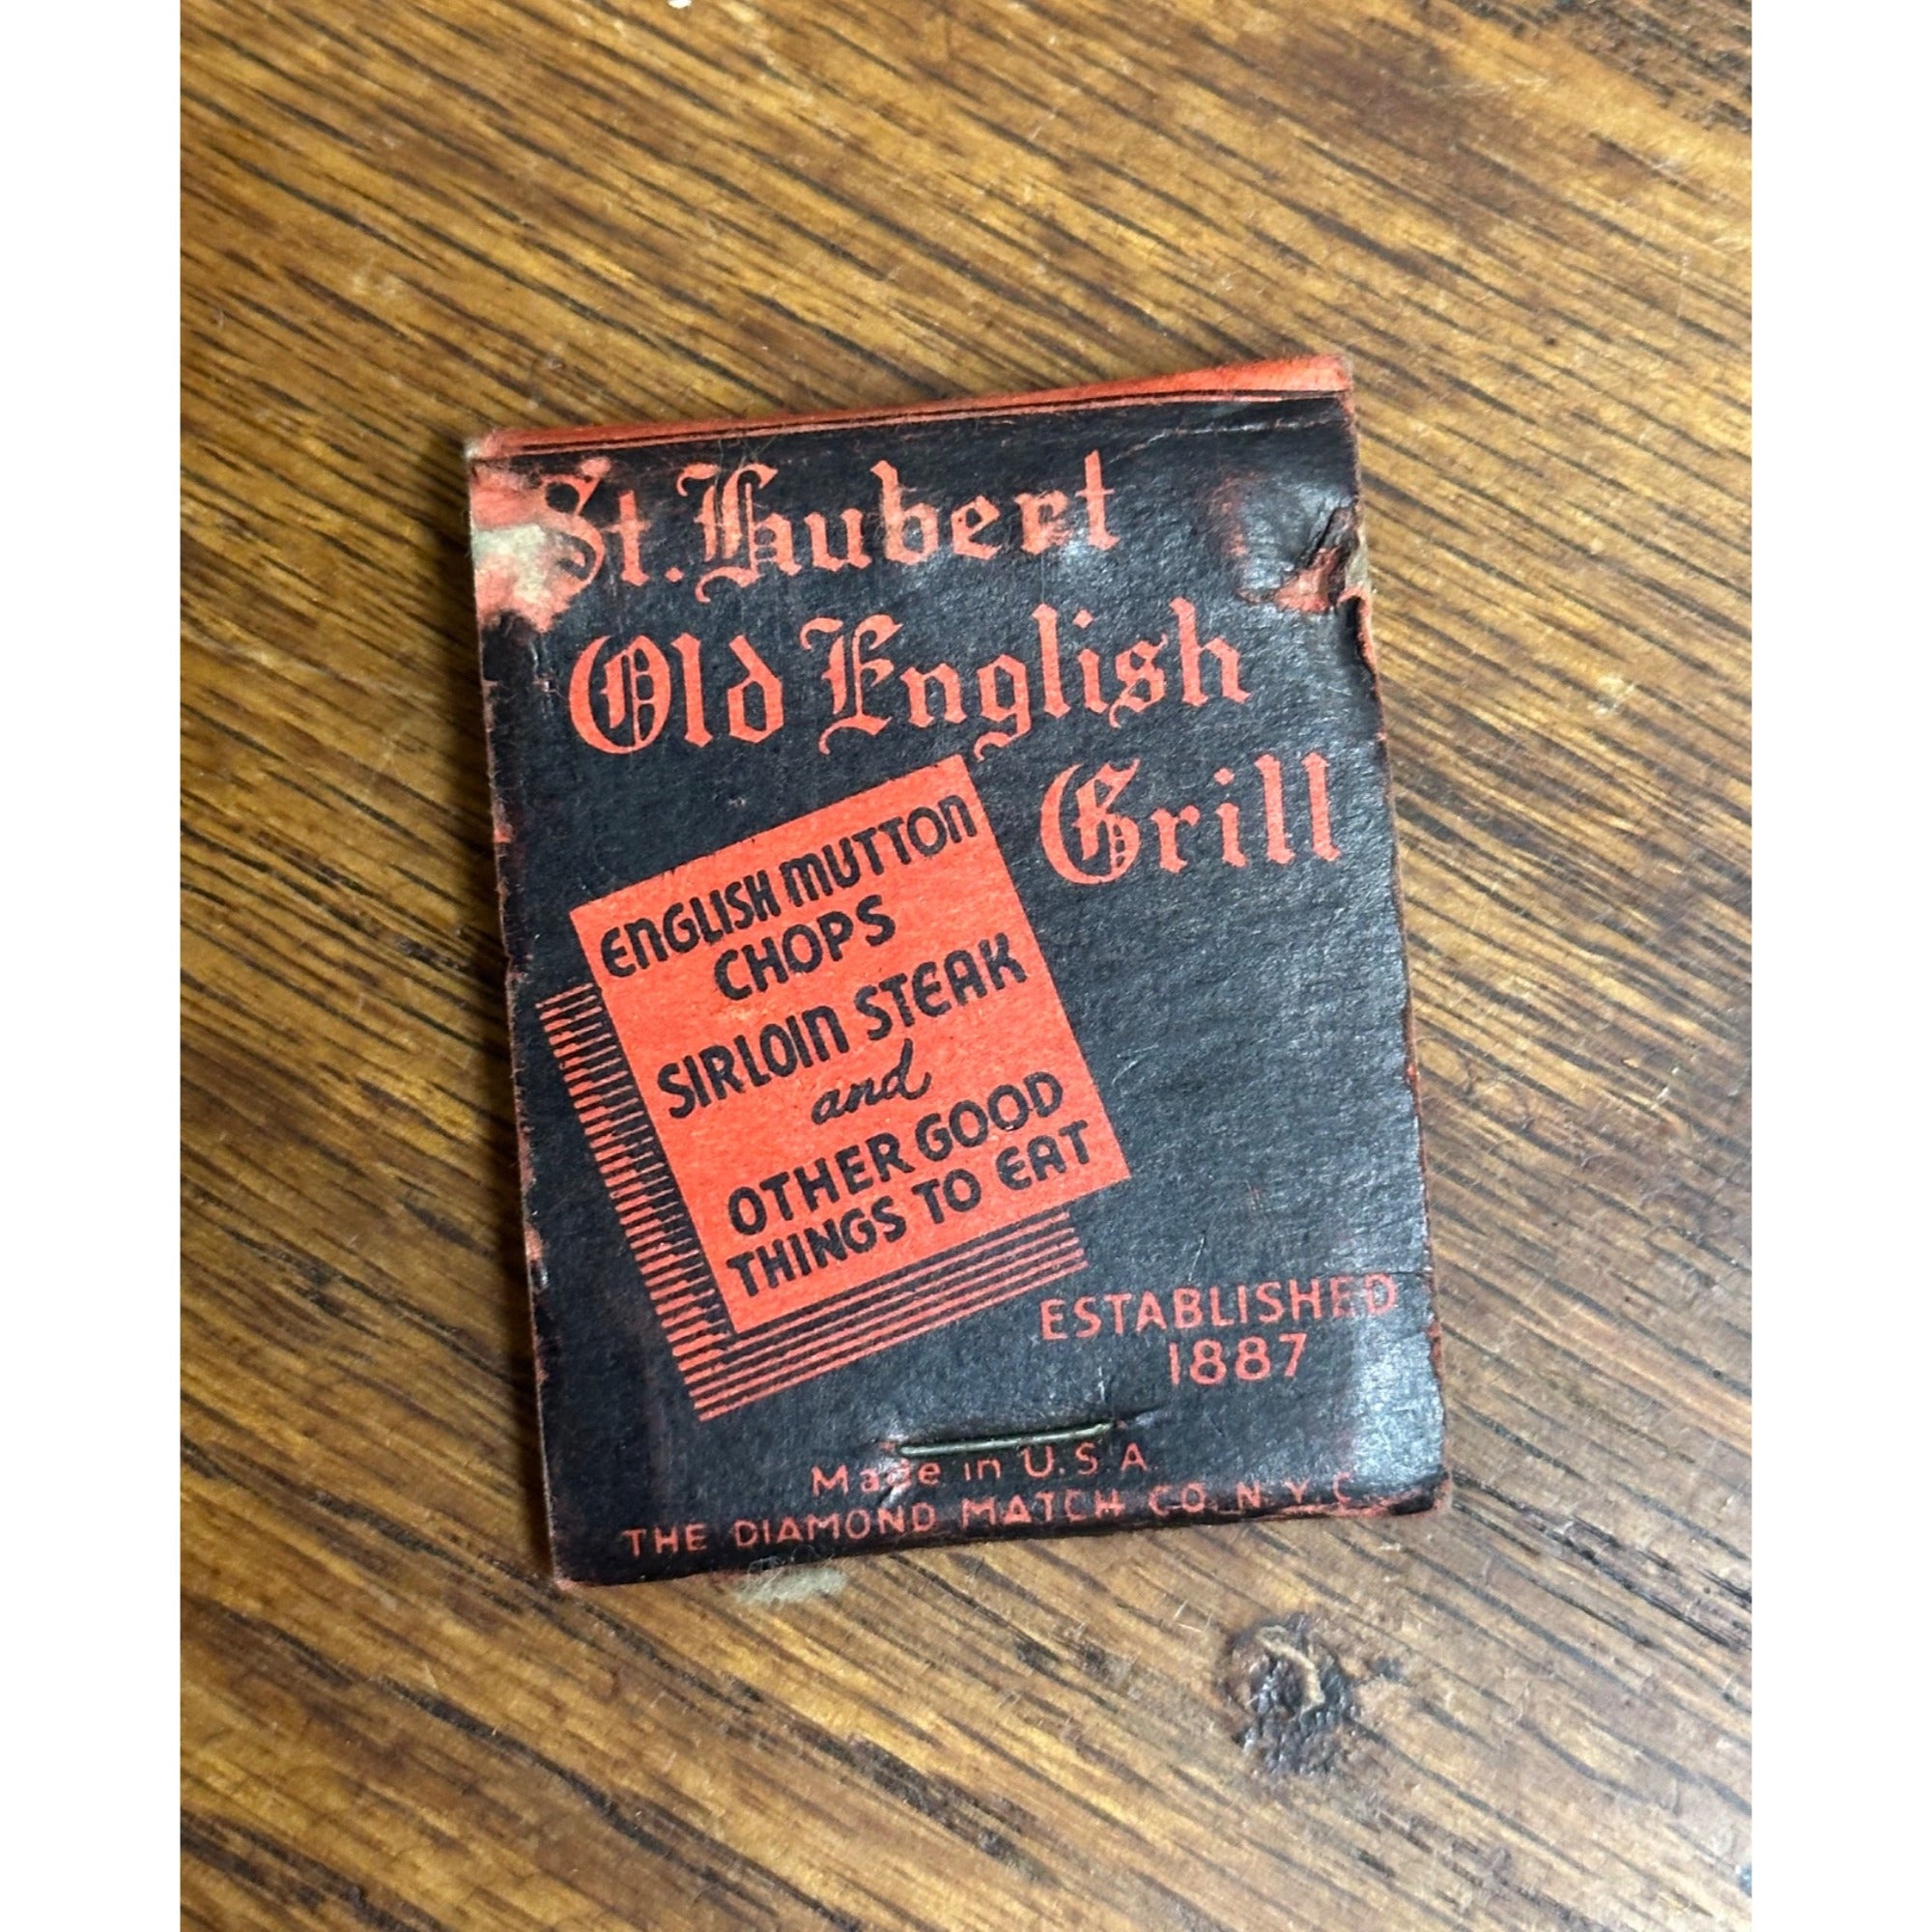 St. Hubert
Old English
Grill
ENGLISH MUTTON
CHOPS
SIRLOIN STEAK
and
OTHER GOOD
THINGS TO EAT
ESTABLISHED
1887
Made in U.S.A.
THE DIAMOND MATCH CO. N.Y.C.